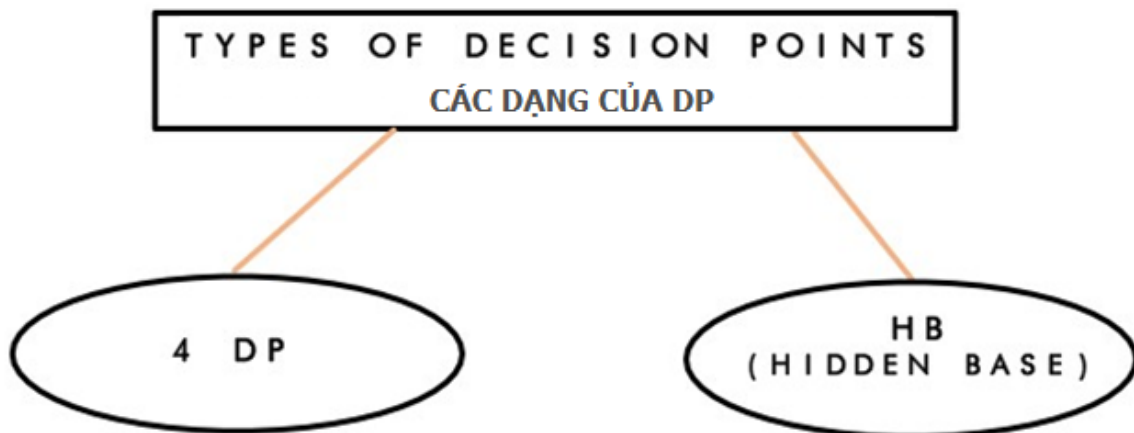 TYPES OF DECISION POINTS
CÁC DẠNG CỦA DP
4 DP
HB
(HIDDEN BASE)